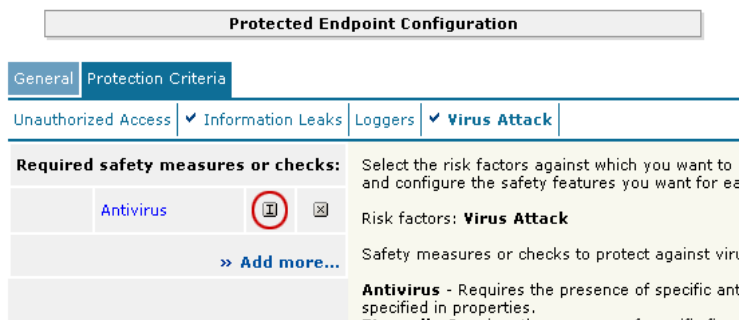 Protected Endpoint Configuration
General Protection Criteria
Unauthorized Access Information Leaks Loggers Virus Attack
Required safety measures or checks:
Antivirus
» Add more...
Select the risk factors against which you want to
and configure the safety features you want for ea
Risk factors: Virus Attack
Safety measures or checks to protect against viru
Antivirus - Requires the presence of specific ant
specified in properties.